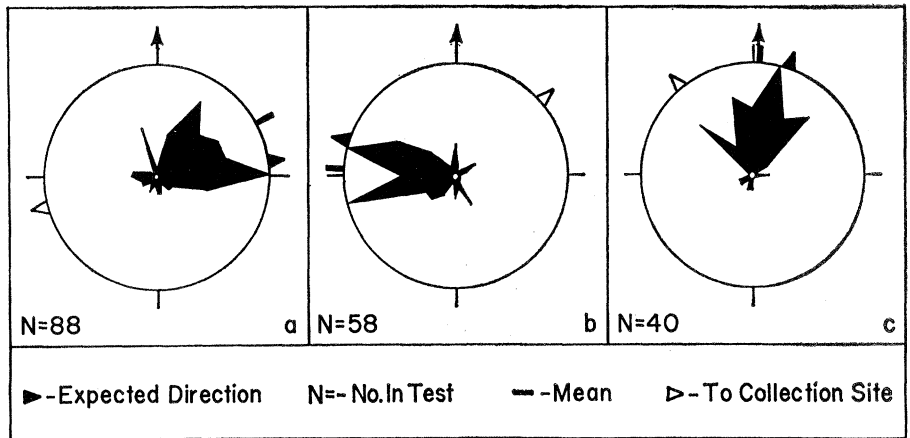 N=88 a N=58 b N=40 c
-Expected Direction N=-No.In Test -Mean -To Collection Site